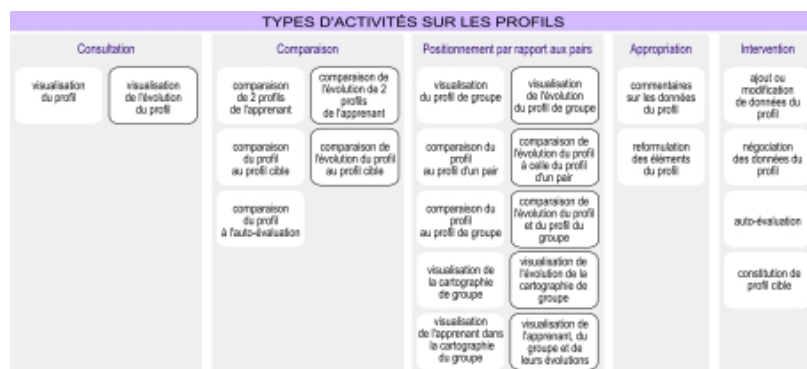 TYPES D'ACTIVITÉS SUR LES PROFILS
Consultation
visualisation
du profil
visualisation
de l'évolution
du profil
Comparaison
comparaison
de 2 profils
de l'apprenant
comparaison de
l'évolution de 2
profils
de l'apprenant
comparaison
du profil
au profil cible
comparaison de
l'évolution du profil
au profil cible
comparaison
du profil
à l'auto-évaluation
Positionnement par rapport aux pairs
visualisation
du profil de groupe
visualisation
de l'évolution
du profil de groupe
comparaison du
profil
au profil d'un pair
comparaison de
l'évolution du profil
à celle du profil
d'un pair
comparaison du
profil
au profil de groupe
comparaison de
l'évolution du profil
et du profil du
groupe
visualisation de
la cartographie
de groupe
visualisation de
l'évolution de la
cartographie de
groupe
visualisation
de l'apprenant dans
la cartographie
du groupe
visualisation de
l'apprenant, du
groupe et de
leurs évolutions
Appropriation
commentaires
sur les données
du profil
reformulation
des éléments
du profil
Intervention
ajout ou
modification
de données du
profil
négociation
des données du
profil
auto-évaluation
constitution de
profil cible